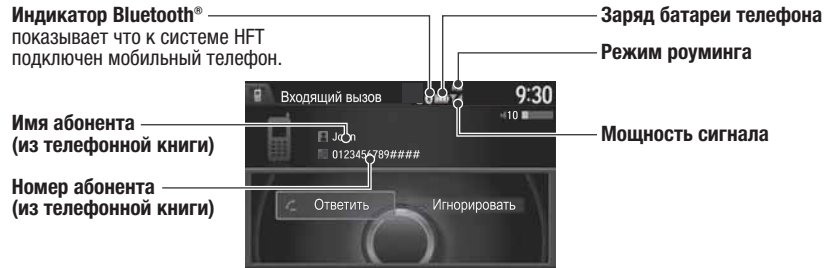 Индикатор Bluetooth®
показывает что к системе HFT
подключен мобильный телефон.
Заряд батареи телефона
Режим роуминга
Входящий вызов
9:30
10
Имя абонента
(из телефонной книги)
Мощность сигнала
0123456789####
Номер абонента
(из телефонной книги)
Ответить
Игнорировать